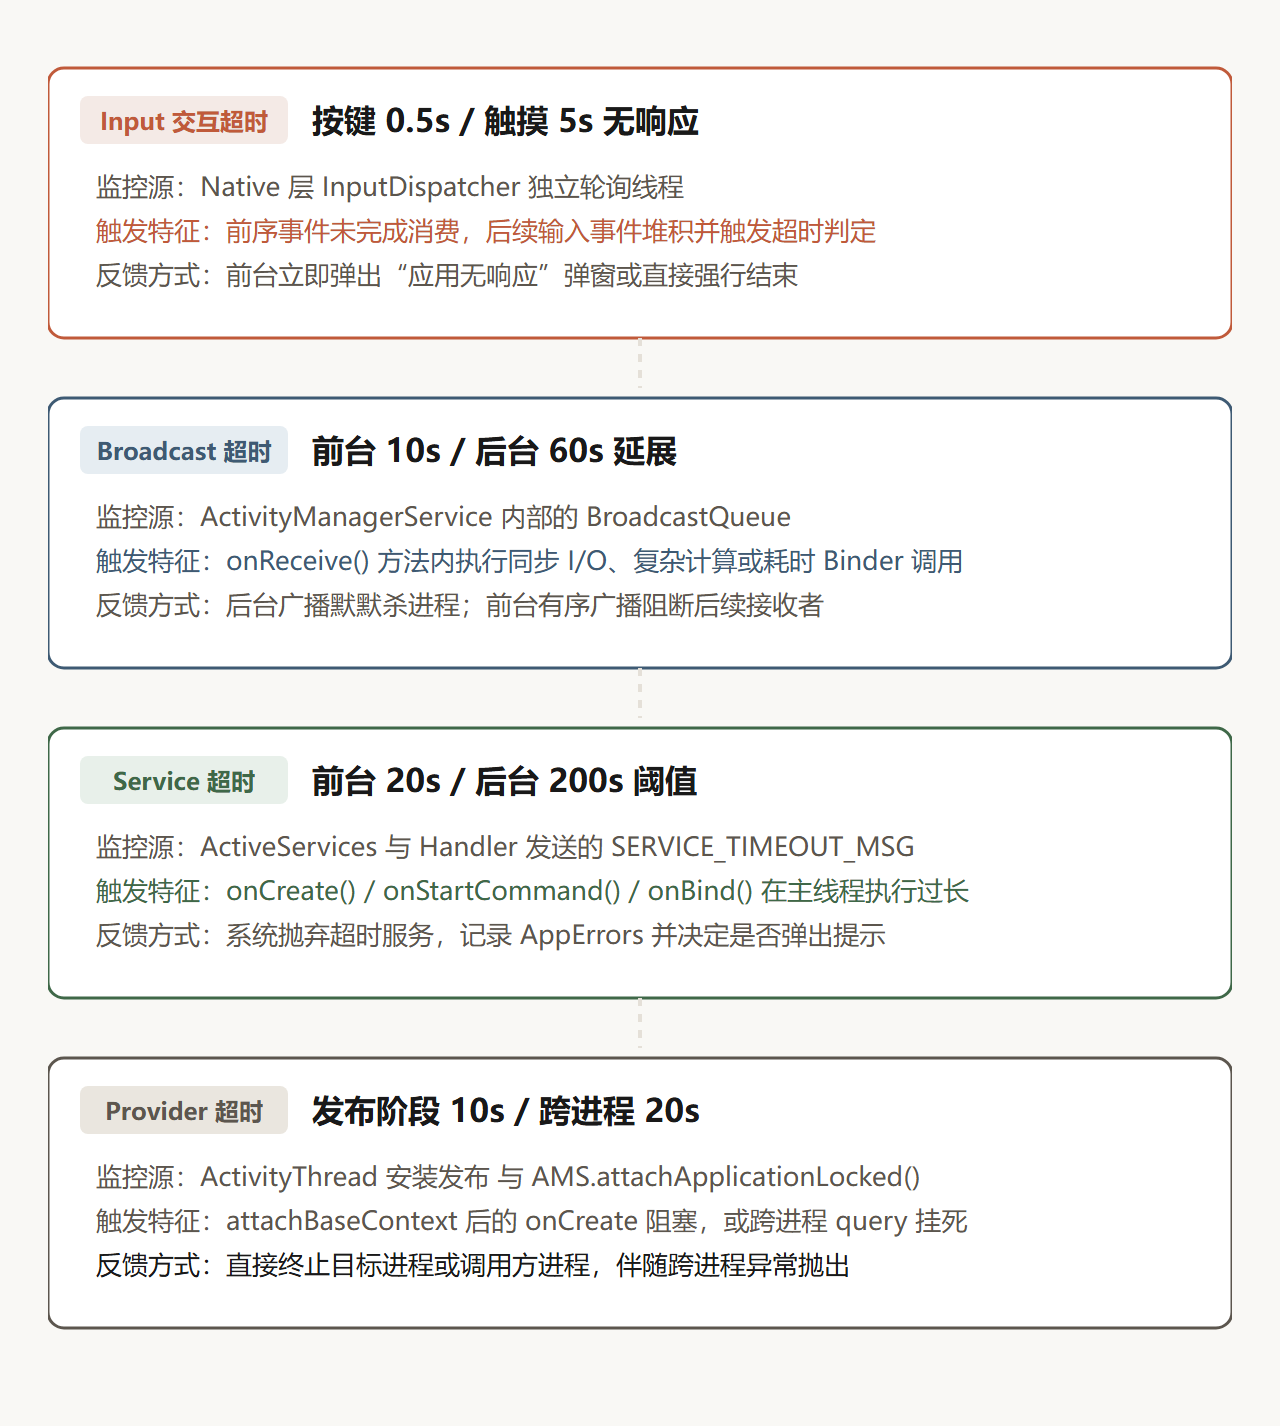 Input 交互超时
按键 0.5s / 触摸 5s 无响应
监控源：Native 层 InputDispatcher 独立轮询线程
触发特征：前序事件未完成消费，后续输入事件堆积并触发超时判定
反馈方式：前台立即弹出“应用无响应”弹窗或直接强行结束
Broadcast 超时
前台 10s / 后台 60s 延展
监控源：ActivityManagerService 内部的 BroadcastQueue
触发特征：onReceive() 方法内执行同步 I/O、复杂计算或耗时 Binder 调用
反馈方式：后台广播默默杀进程；前台有序广播阻断后续接收者
Service 超时
前台 20s / 后台 200s 阈值
监控源：ActiveServices 与 Handler 发送的 SERVICE_TIMEOUT_MSG
触发特征：onCreate() / onStartCommand() / onBind() 在主线程执行过长
反馈方式：系统抛弃超时服务，记录 AppErrors 并决定是否弹出提示
Provider 超时
发布阶段 10s / 跨进程 20s
监控源：ActivityThread 安装发布 与 AMS.attachApplicationLocked()
触发特征：attachBaseContext 后的 onCreate 阻塞，或跨进程 query 挂死
反馈方式：直接终止目标进程或调用方进程，伴随跨进程异常抛出